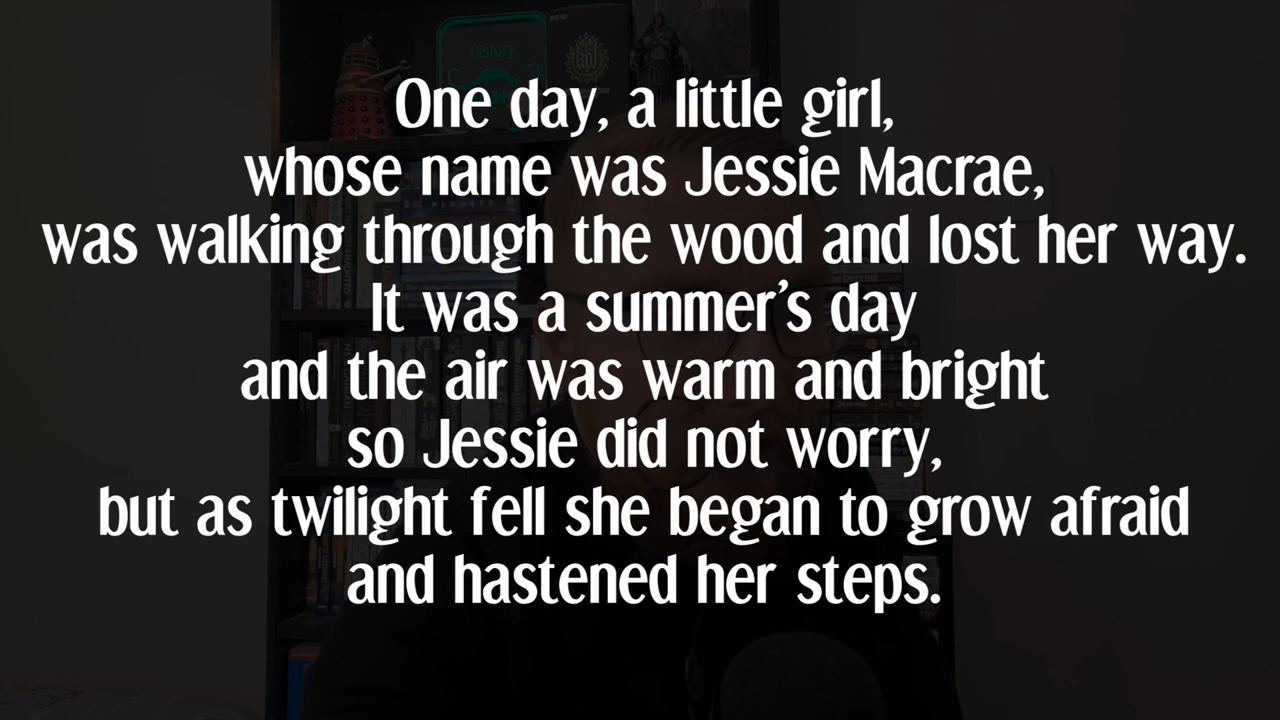 History
One day, a little girl,
whose name was Jessie Macrae,
was walking through the wood and lost her way.
It was a summer’s day
and the air was warm and bright
so Jessie did not worry,
but as twilight fell she began to grow afraid
and hastened her steps.